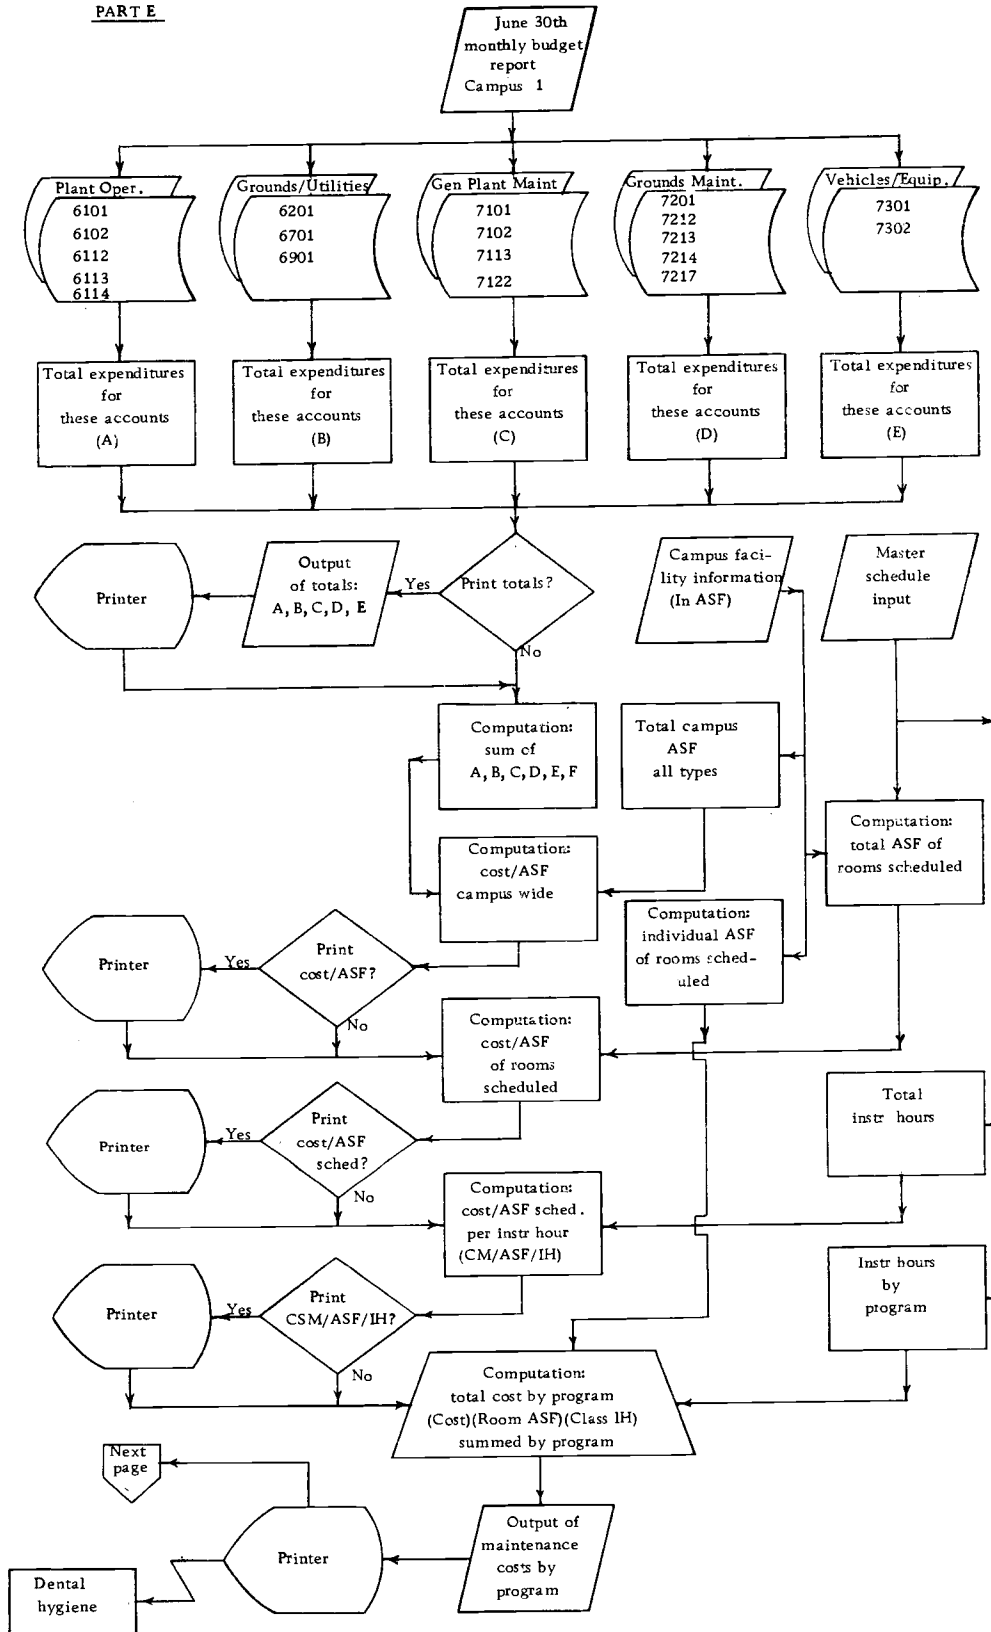 PART E
June 30th
monthly budget
report
Campus 1
Plant Oper.
6101
6102
6112
6113
6114
Grounds/Utilities
6201
6701
6901
Gen Plant Maint
7101
7102
7113
7122
Grounds Maint.
7201
7212
7213
7214
7217
Vehicles/Equip.
7301
7302
Total expenditures
for
these accounts
(A)
Total expenditures
for
these accounts
(B)
Total expenditures
for
these accounts
(C)
Total expenditures
for
these accounts
(D)
Total expenditures
for
these accounts
(E)
Printer
Output
of totals:
A, B, C, D, E
Yes
Print totals?
No
Campus faci-
lity information
(In ASF)
Master
schedule
input
Computation:
sum of
A, B, C, D, E, F
Total campus
ASF
all types
Computation:
total ASF of
rooms scheduled
Computation:
cost/ASF
campus wide
Computation:
individual ASF
of rooms sched-
uled
Printer
Yes
Print
cost/ASF?
No
Computation:
cost/ASF
of rooms
scheduled
Total
instr hours
Printer
Yes
Print
cost/ASF
sched?
No
Computation:
cost/ASF sched.
per instr hour
(CM/ASF/IH)
Instr hours
by
program
Printer
Yes
Print
CSM/ASF/IH?
No
Computation:
total cost by program
(Cost)(Room ASF)(Class IH)
summed by program
Next
page
Printer
Output of
maintenance
costs by
program
Dental
hygiene